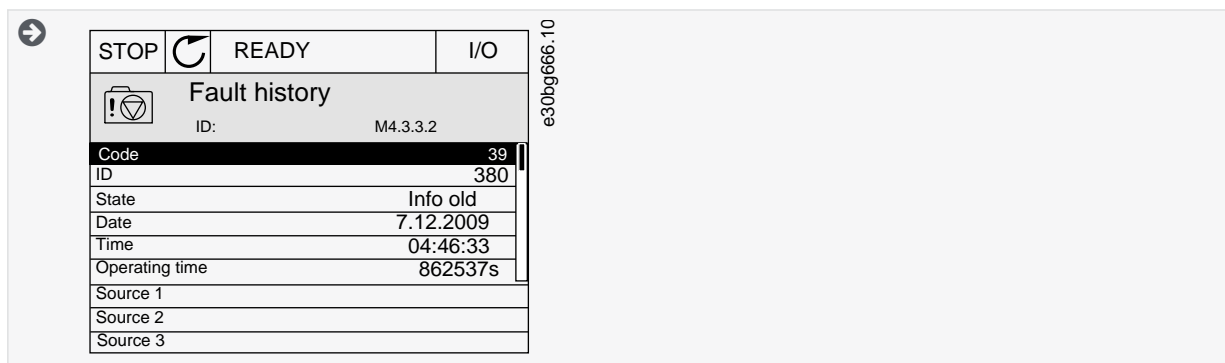 STOP READY I/O
Fault history
ID: M4.3.3.2
Code 39
ID 380
State Info old
Date 7.12.2009
Time 04:46:33
Operating time 862537s
Source 1
Source 2
Source 3
e30bg666.10